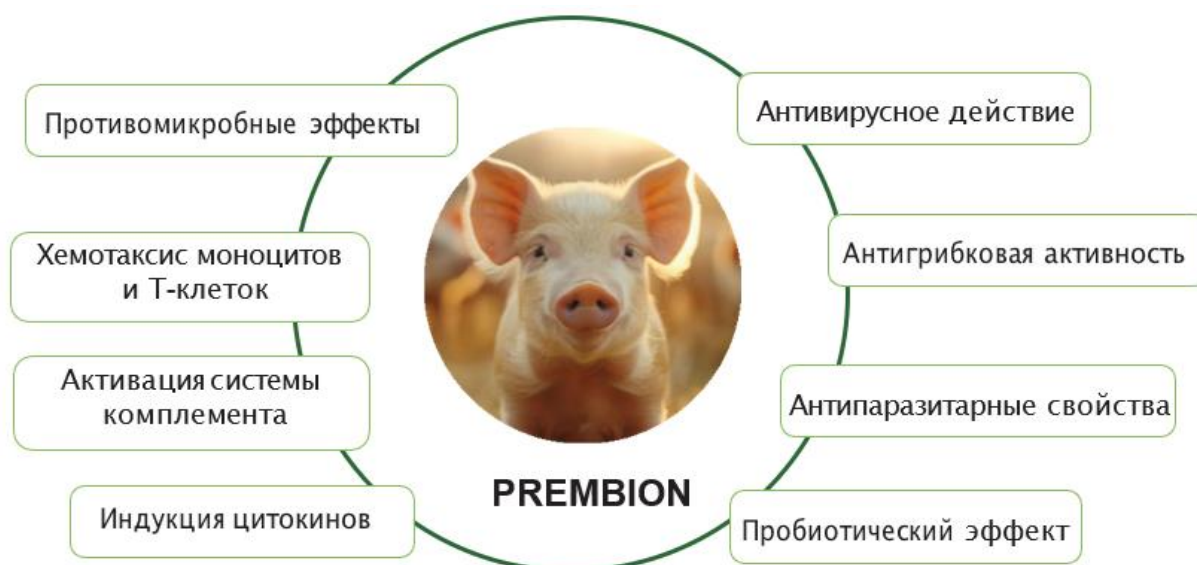 Противомикробные эффекты
Хемотаксис моноцитов
и Т-клеток
Активация системы
комплемента
Индукция цитокинов
PREMBION
Антивирусное действие
Антигрибковая активность
Антипаразитарные свойства
Пробиотический эффект